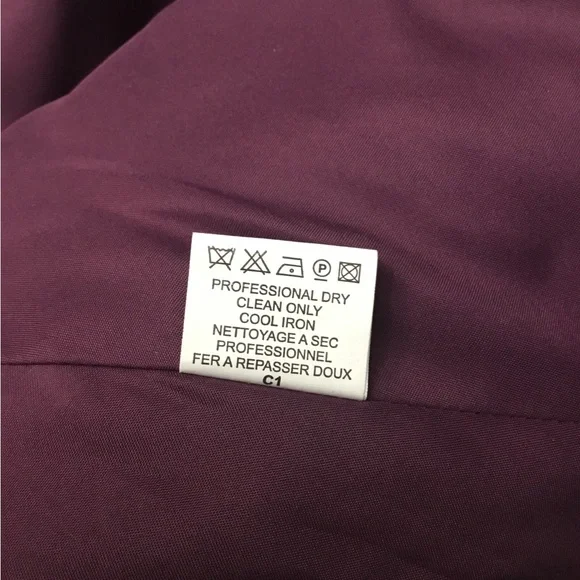 P
PROFESSIONAL DRY
CLEAN ONLY
COOL IRON
NETTOYAGE A SEC
PROFESSIONNEL
FER A REPASSER DOUX
C1